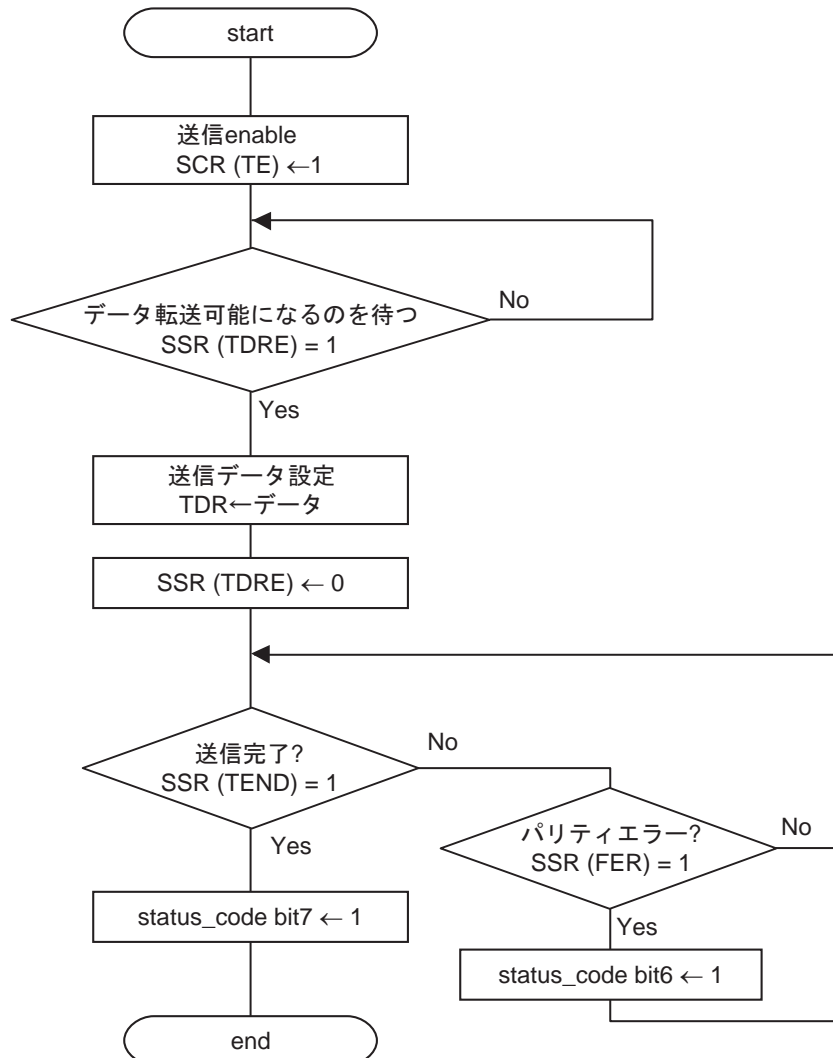 start
送信enable
SCR (TE) ←1
データ転送可能になるのを待つ
SSR (TDRE) = 1
No
Yes
送信データ設定
TDR←データ
SSR (TDRE) ← 0
送信完了?
SSR (TEND) = 1
No
Yes
パリティエラー?
SSR (FER) = 1
No
Yes
status_code bit7 ← 1
status_code bit6 ← 1
end